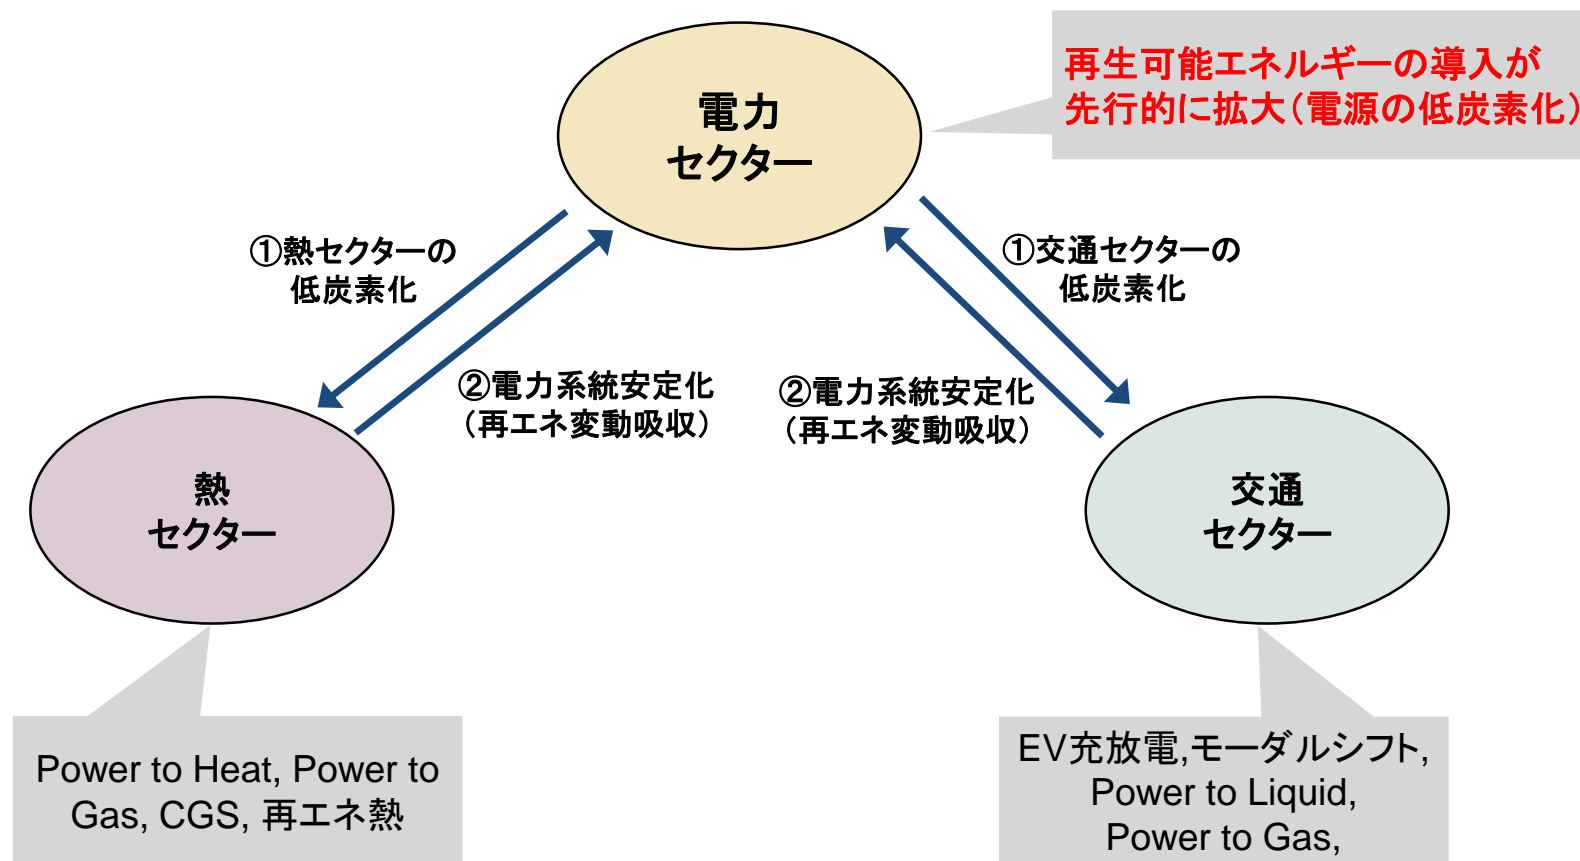 再生可能エネルギーの導入が
先行的に拡大(電源の低炭素化)
電力
セクター
①熱セクターの
低炭素化
①交通セクターの
低炭素化
②電力系統安定化
(再エネ変動吸収)
②電力系統安定化
(再エネ変動吸収)
熱
セクター
交通
セクター
Power to Heat, Power to
Gas, CGS, 再エネ熱
EV充放電,モーダルシフト,
Power to Liquid,
Power to Gas,